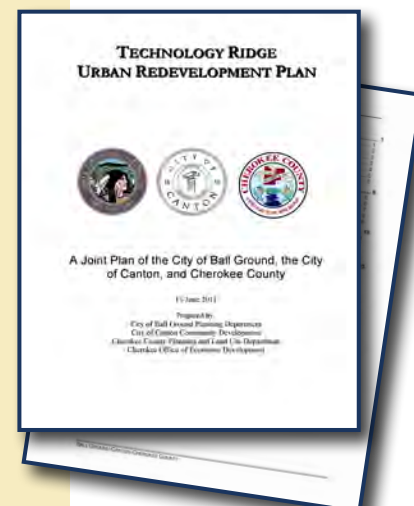 TECHNOLOGY RIDGE
URBAN REDEVELOPMENT PLAN
CITY OF
CANTON
CHEROKEE COUNTY
A Joint Plan of the City of Ball Ground, the City
of Canton, and Cherokee County
June 2011
Prepared by
City of Ball Ground Planning Department
City of Canton Community Development
Cherokee County Planning and Land Use Department
Cherokee Office of Economic Development